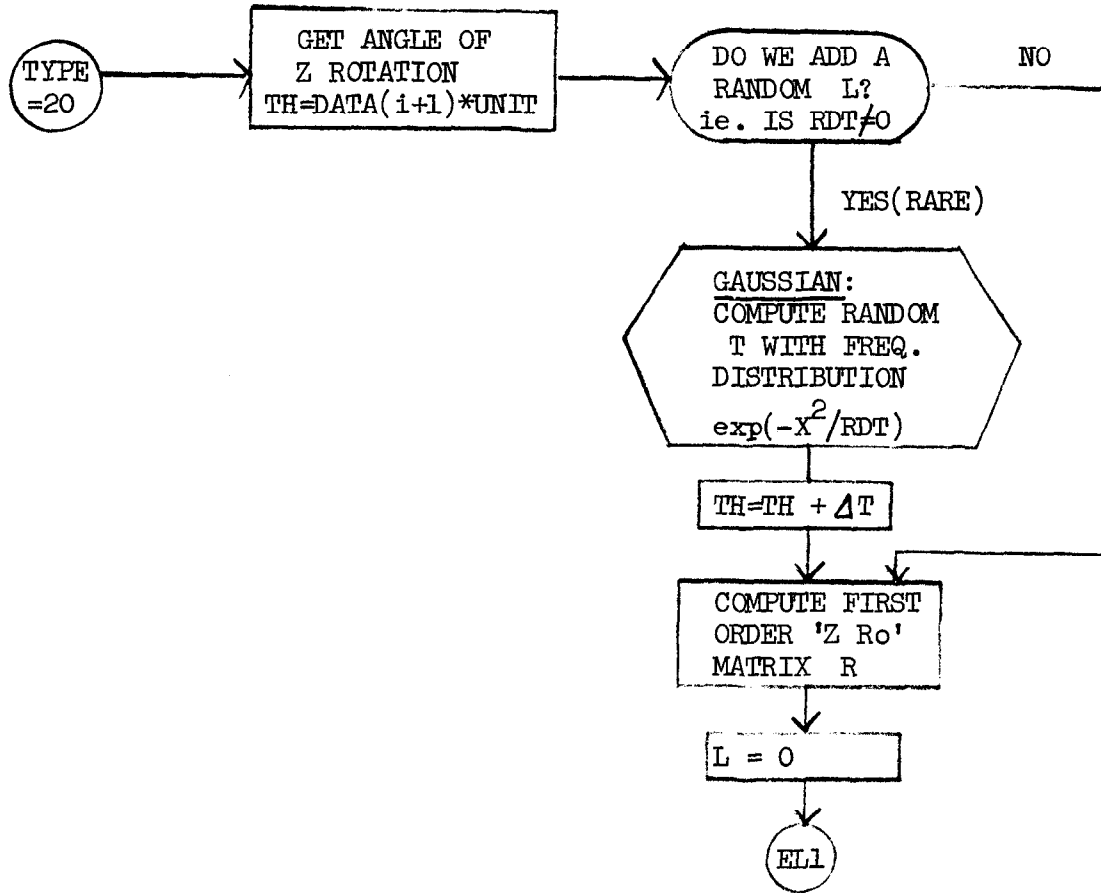 TYPE
=20
GET ANGLE OF
Z ROTATION
TH=DATA(i+1)*UNIT
DO WE ADD A
RANDOM L?
ie. IS RDT≠0
NO
YES(RARE)
GAUSSIAN:
COMPUTE RANDOM
T WITH FREQ.
DISTRIBUTION
exp(-X²/RDT)
TH=TH + ΔT
COMPUTE FIRST
ORDER 'Z Ro'
MATRIX R
L = 0
EL1